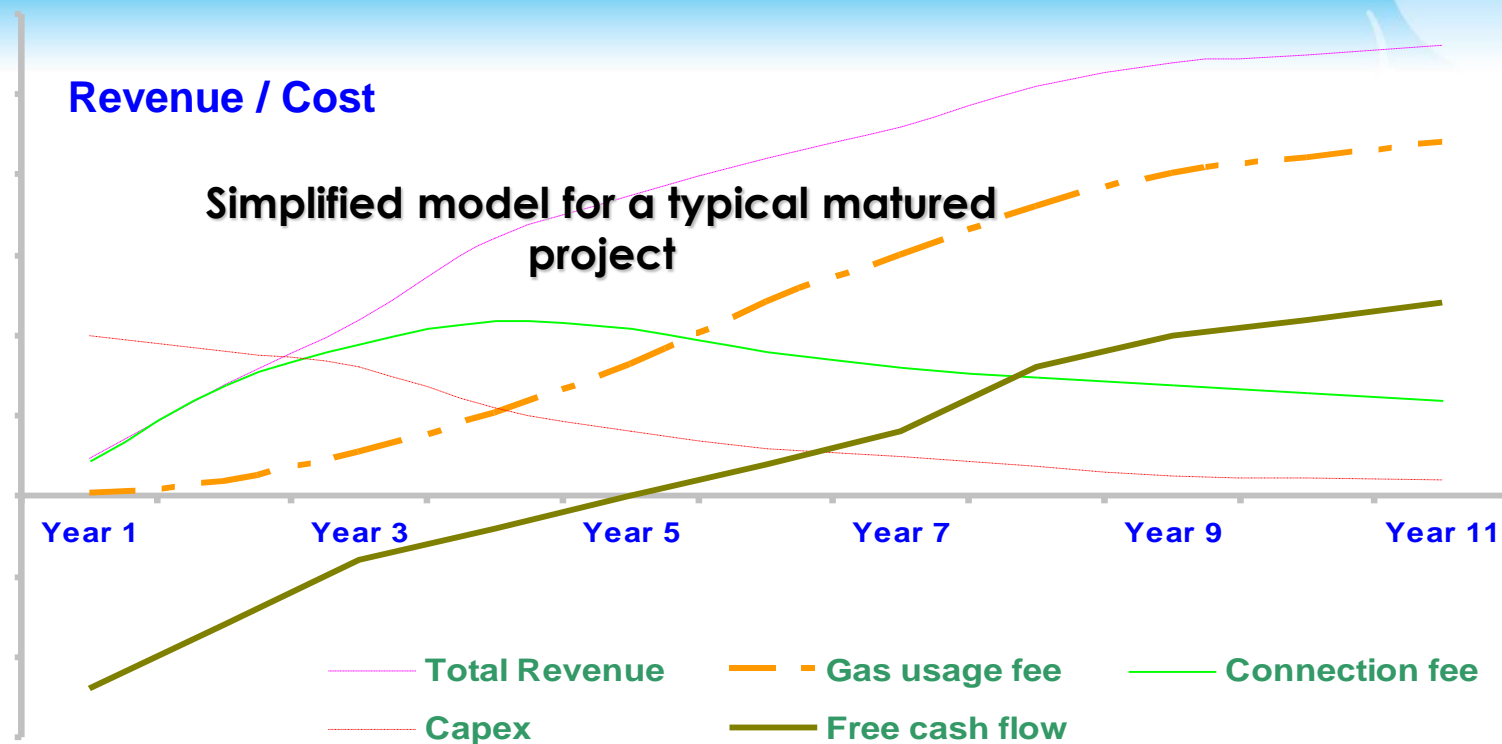 Revenue / Cost
Simplified model for a typical matured
project
Year 1 Year 3 Year 5 Year 7 Year 9 Year 11
Total Revenue Gas usage fee Connection fee
Capex Free cash flow